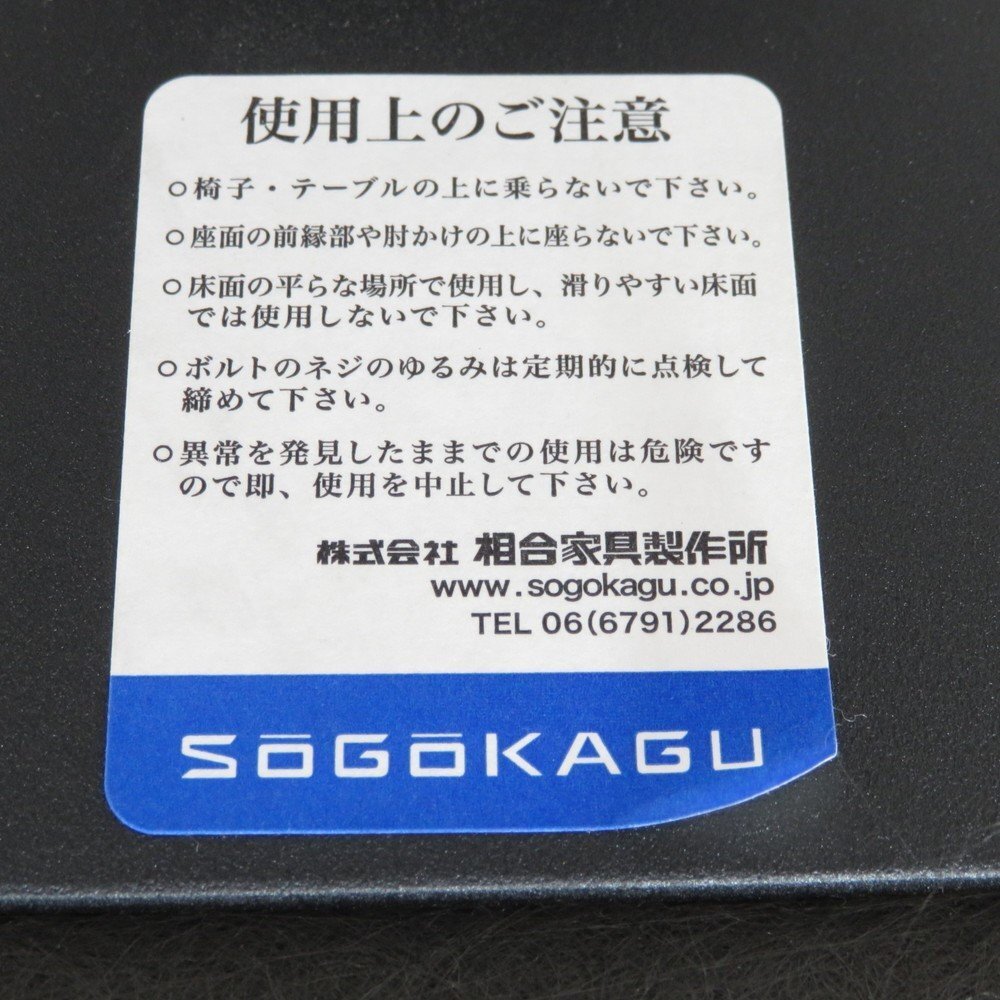 使用上のご注意
○椅子・テーブルの上に乗らないで下さい。
○座面の前縁部や肘かけの上に座らないで下さい。
○床面の平らな場所で使用し、滑りやすい床面
では使用しないで下さい。
○ボルトのネジのゆるみは定期的に点検して
締めて下さい。
○異常を発見したままでの使用は危険です
ので即、使用を中止して下さい。
株式会社 相合家具製作所
www.sogokagu.co.jp
TEL 06(6791)2286
SōGōKAGU